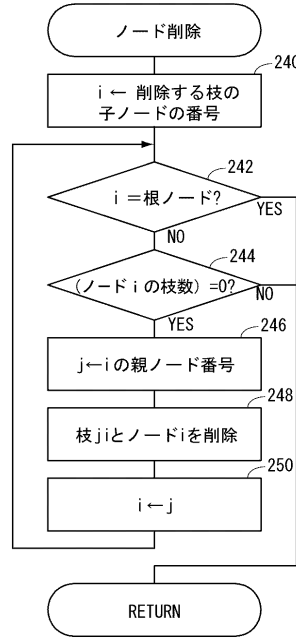 ノード削除
240
i ← 削除する枝の
子ノードの番号
242
i =根ノード?
YES
NO
244
(ノード i の枝数) =0?
NO
YES
246
j←iの親ノード番号
248
枝jiとノードiを削除
250
i←j
RETURN